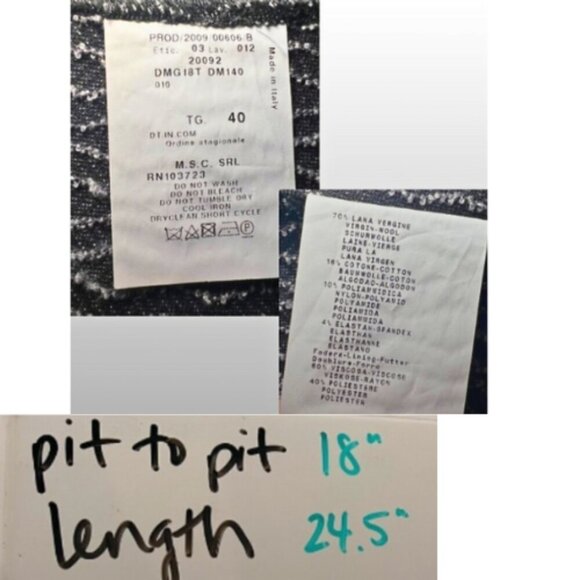 PROD/2009/00606/B
Etic. 03 Lav. 012
20092
DMG18T DM140
010
Made in Italy
TG. 40
DT.IN.COM
Ordine stagionale
M.S.C. SRL
RN103723
DO NOT WASH
DO NOT BLEACH
DO NOT TUMBLE DRY
COOL IRON
DRYCLEAN SHORT CYCLE
70% LANA VERGINE
VIRGIN-WOOL
SCHURWOLLE
LAINE-VIERGE
PURA LA
LANA VIRGEN
16% COTONE-COTTON
BAUMWOLLE-COTON
ALGODAO-ALGODON
10% POLIAMMIDICA
NYLON-POLYAMID
POLYAMIDE
POLIAMIDA
POLIAMMIDA
4% ELASTAN-SPANDEX
ELASTHAN
ELASTHANNE
ELASTANO
Fodera-Lining-Futter
Doublure-Forro
60% VISCOSA-VISCOSE
VISKOSE-RAYON
40% POLIESTERE
POLYESTER
POLIESTER
pit to pit 18"
length 24.5"